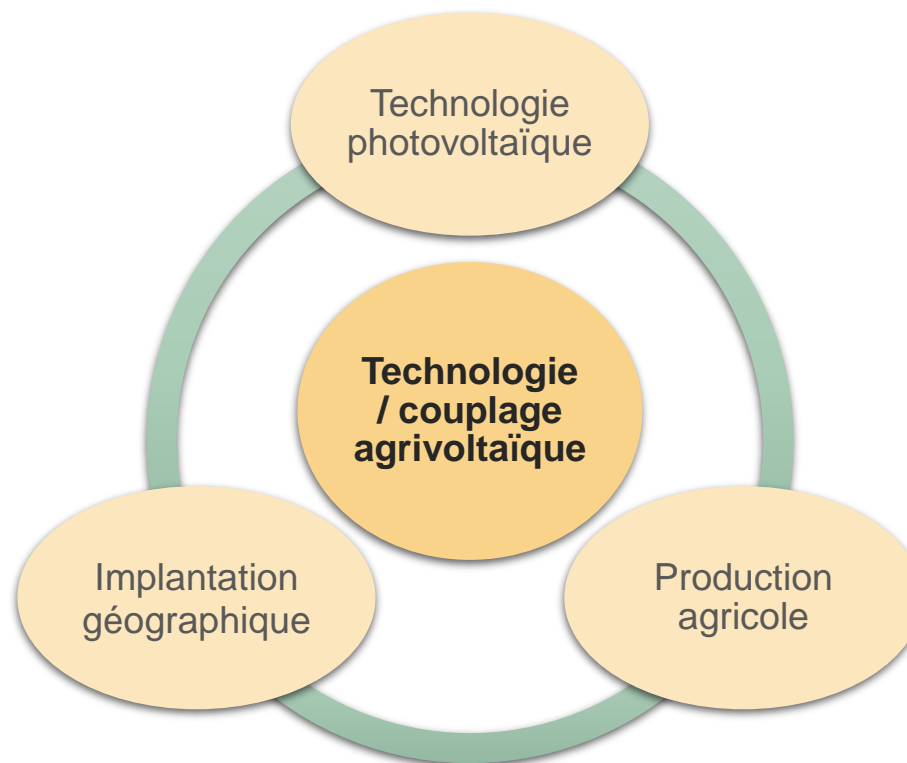 Technologie
photovoltaïque
Technologie
/ couplage
agrivoltaïque
Implantation
géographique
Production
agricole